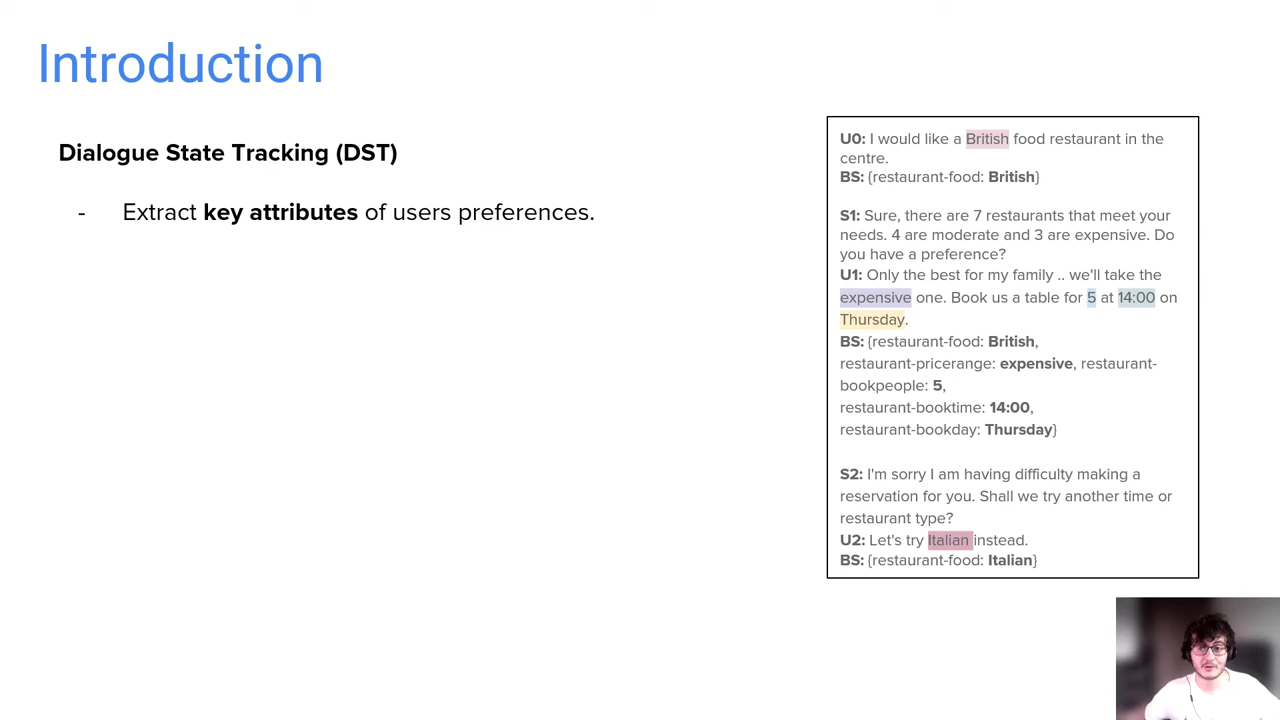 Introduction
Dialogue State Tracking (DST)
- Extract key attributes of users preferences.
U0: I would like a British food restaurant in the
centre.
BS: {restaurant-food: British}
S1: Sure, there are 7 restaurants that meet your
needs. 4 are moderate and 3 are expensive. Do
you have a preference?
U1: Only the best for my family .. we'll take the
expensive one. Book us a table for 5 at 14:00 on
Thursday.
BS: {restaurant-food: British,
restaurant-pricerange: expensive, restaurant-
bookpeople: 5,
restaurant-booktime: 14:00,
restaurant-bookday: Thursday}
S2: I'm sorry I am having difficulty making a
reservation for you. Shall we try another time or
restaurant type?
U2: Let's try Italian instead.
BS: {restaurant-food: Italian}